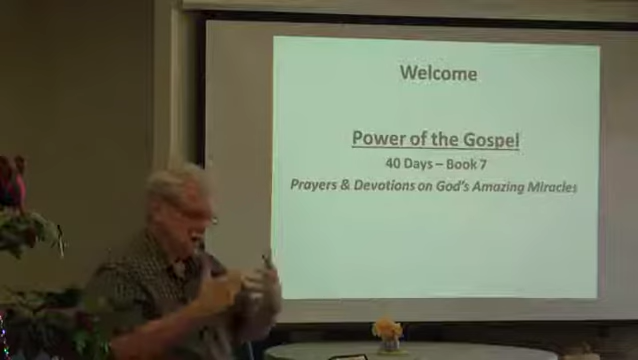 Welcome
Power of the Gospel
40 Days – Book 7
Prayers & Devotions on God's Amazing Miracles